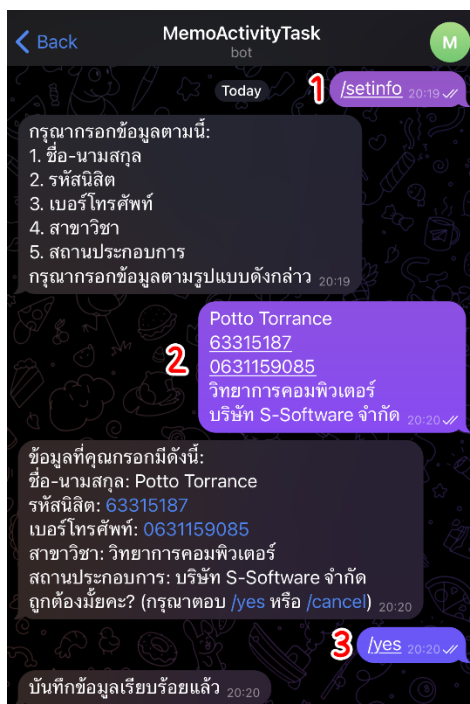 Back
MemoActivityTask
bot
M
Today
1
/setinfo 20:19
กรุณากรอกข้อมูลตามนี้:
1. ชื่อ-นามสกุล
2. รหัสนิสิต
3. เบอร์โทรศัพท์
4. สาขาวิชา
5. สถานประกอบการ
กรุณากรอกข้อมูลตามรูปแบบดังกล่าว 20:19
2
Potto Torrance
63315187
0631159085
วิทยาการคอมพิวเตอร์
บริษัท S-Software จำกัด 20:20
ข้อมูลที่คุณกรอกมีดังนี้:
ชื่อ-นามสกุล: Potto Torrance
รหัสนิสิต: 63315187
เบอร์โทรศัพท์: 0631159085
สาขาวิชา: วิทยาการคอมพิวเตอร์
สถานประกอบการ: บริษัท S-Software จำกัด
ถูกต้องมั้ยคะ? (กรุณาตอบ /yes หรือ /cancel) 20:20
3
/yes 20:20
บันทึกข้อมูลเรียบร้อยแล้ว 20:20